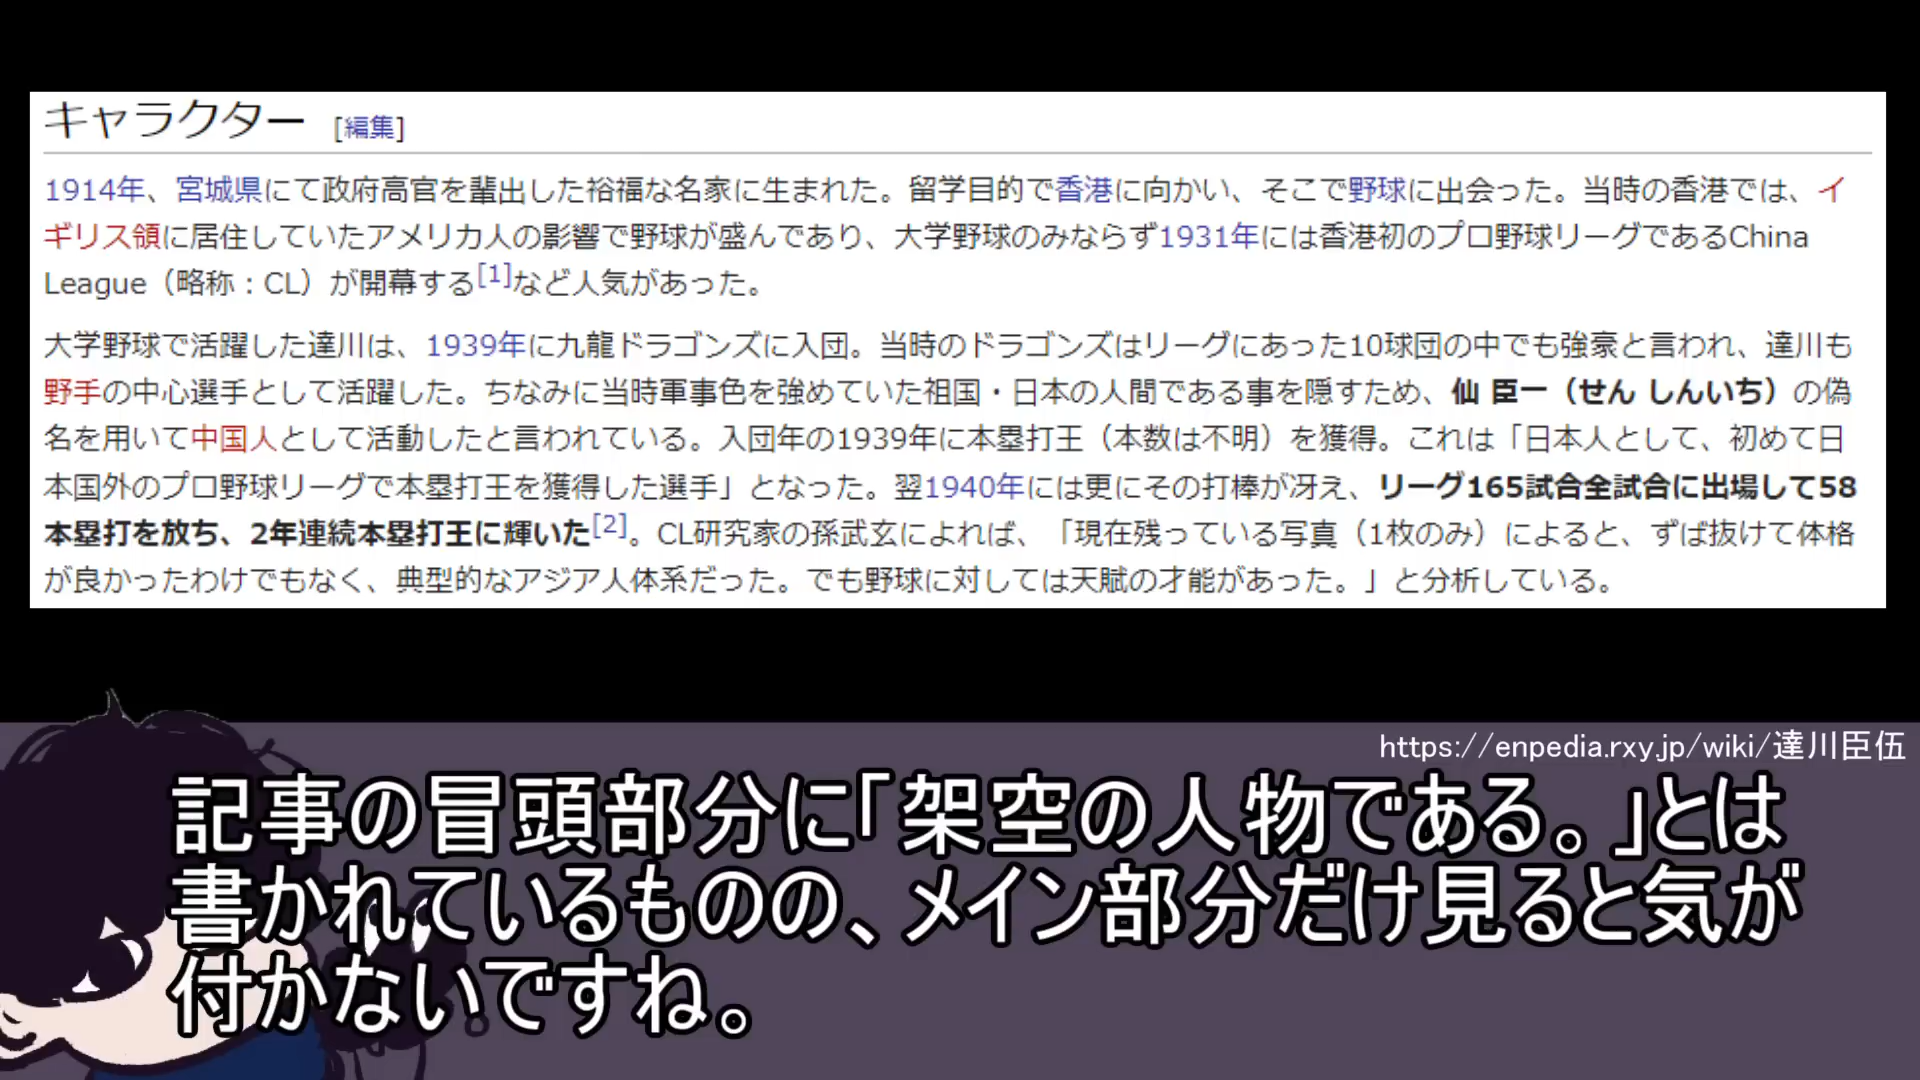 キャラクター [編集]
1914年、宮城県にて政府高官を輩出した裕福な名家に生まれた。留学目的で香港に向かい、そこで野球に出会った。当時の香港では、イ
ギリス領に居住していたアメリカ人の影響で野球が盛んであり、大学野球のみならず1931年には香港初のプロ野球リーグであるChina
League（略称：CL）が開幕する[1]など人気があった。
大学野球で活躍した達川は、1939年に九龍ドラゴンズに入団。当時のドラゴンズはリーグにあった10球団の中でも強豪と言われ、達川も
野手の中心選手として活躍した。ちなみに当時軍事色を強めていた祖国・日本の人間である事を隠すため、仙 臣一（せん しんいち）の偽
名を用いて中国人として活動したと言われている。入団年の1939年に本塁打王（本数は不明）を獲得。これは「日本人として、初めて日
本国外のプロ野球リーグで本塁打王を獲得した選手」となった。翌1940年には更にその打棒が冴え、リーグ165試合全試合に出場して58
本塁打を放ち、2年連続本塁打王に輝いた[2]。CL研究家の孫武玄によれば、「現在残っている写真（1枚のみ）によると、ずば抜けて体格
が良かったわけでもなく、典型的なアジア人体系だった。でも野球に対しては天賦の才能があった。」と分析している。
https://enpedia.rxy.jp/wiki/達川臣伍
記事の冒頭部分に「架空の人物である。」とは
書かれているものの、メイン部分だけ見ると気が
付かないですね。